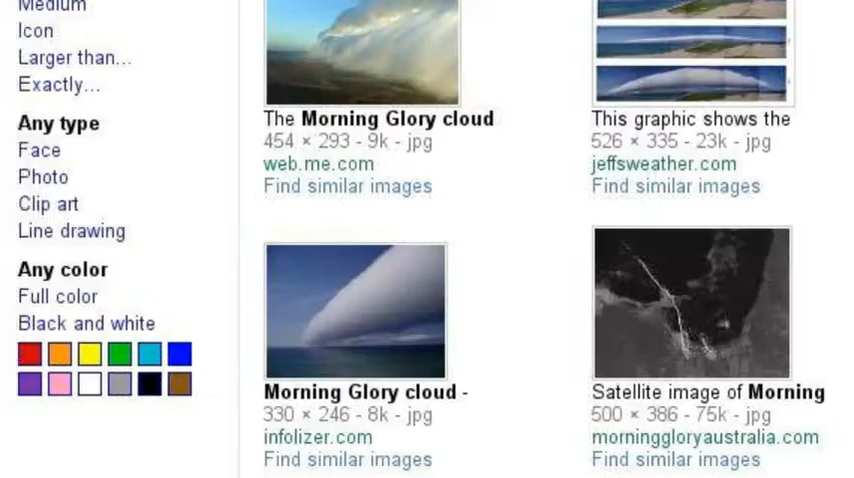 Medium
Icon
Larger than...
Exactly...
Any type
Face
Photo
Clip art
Line drawing
Any color
Full color
Black and white
The Morning Glory cloud
454 × 293 - 9k - jpg
web.me.com
Find similar images
This graphic shows the
526 × 335 - 23k - jpg
jeffsweather.com
Find similar images
Morning Glory cloud -
330 × 246 - 8k - jpg
infolizer.com
Find similar images
Satellite image of Morning
500 × 386 - 75k - jpg
morninggloryaustralia.com
Find similar images